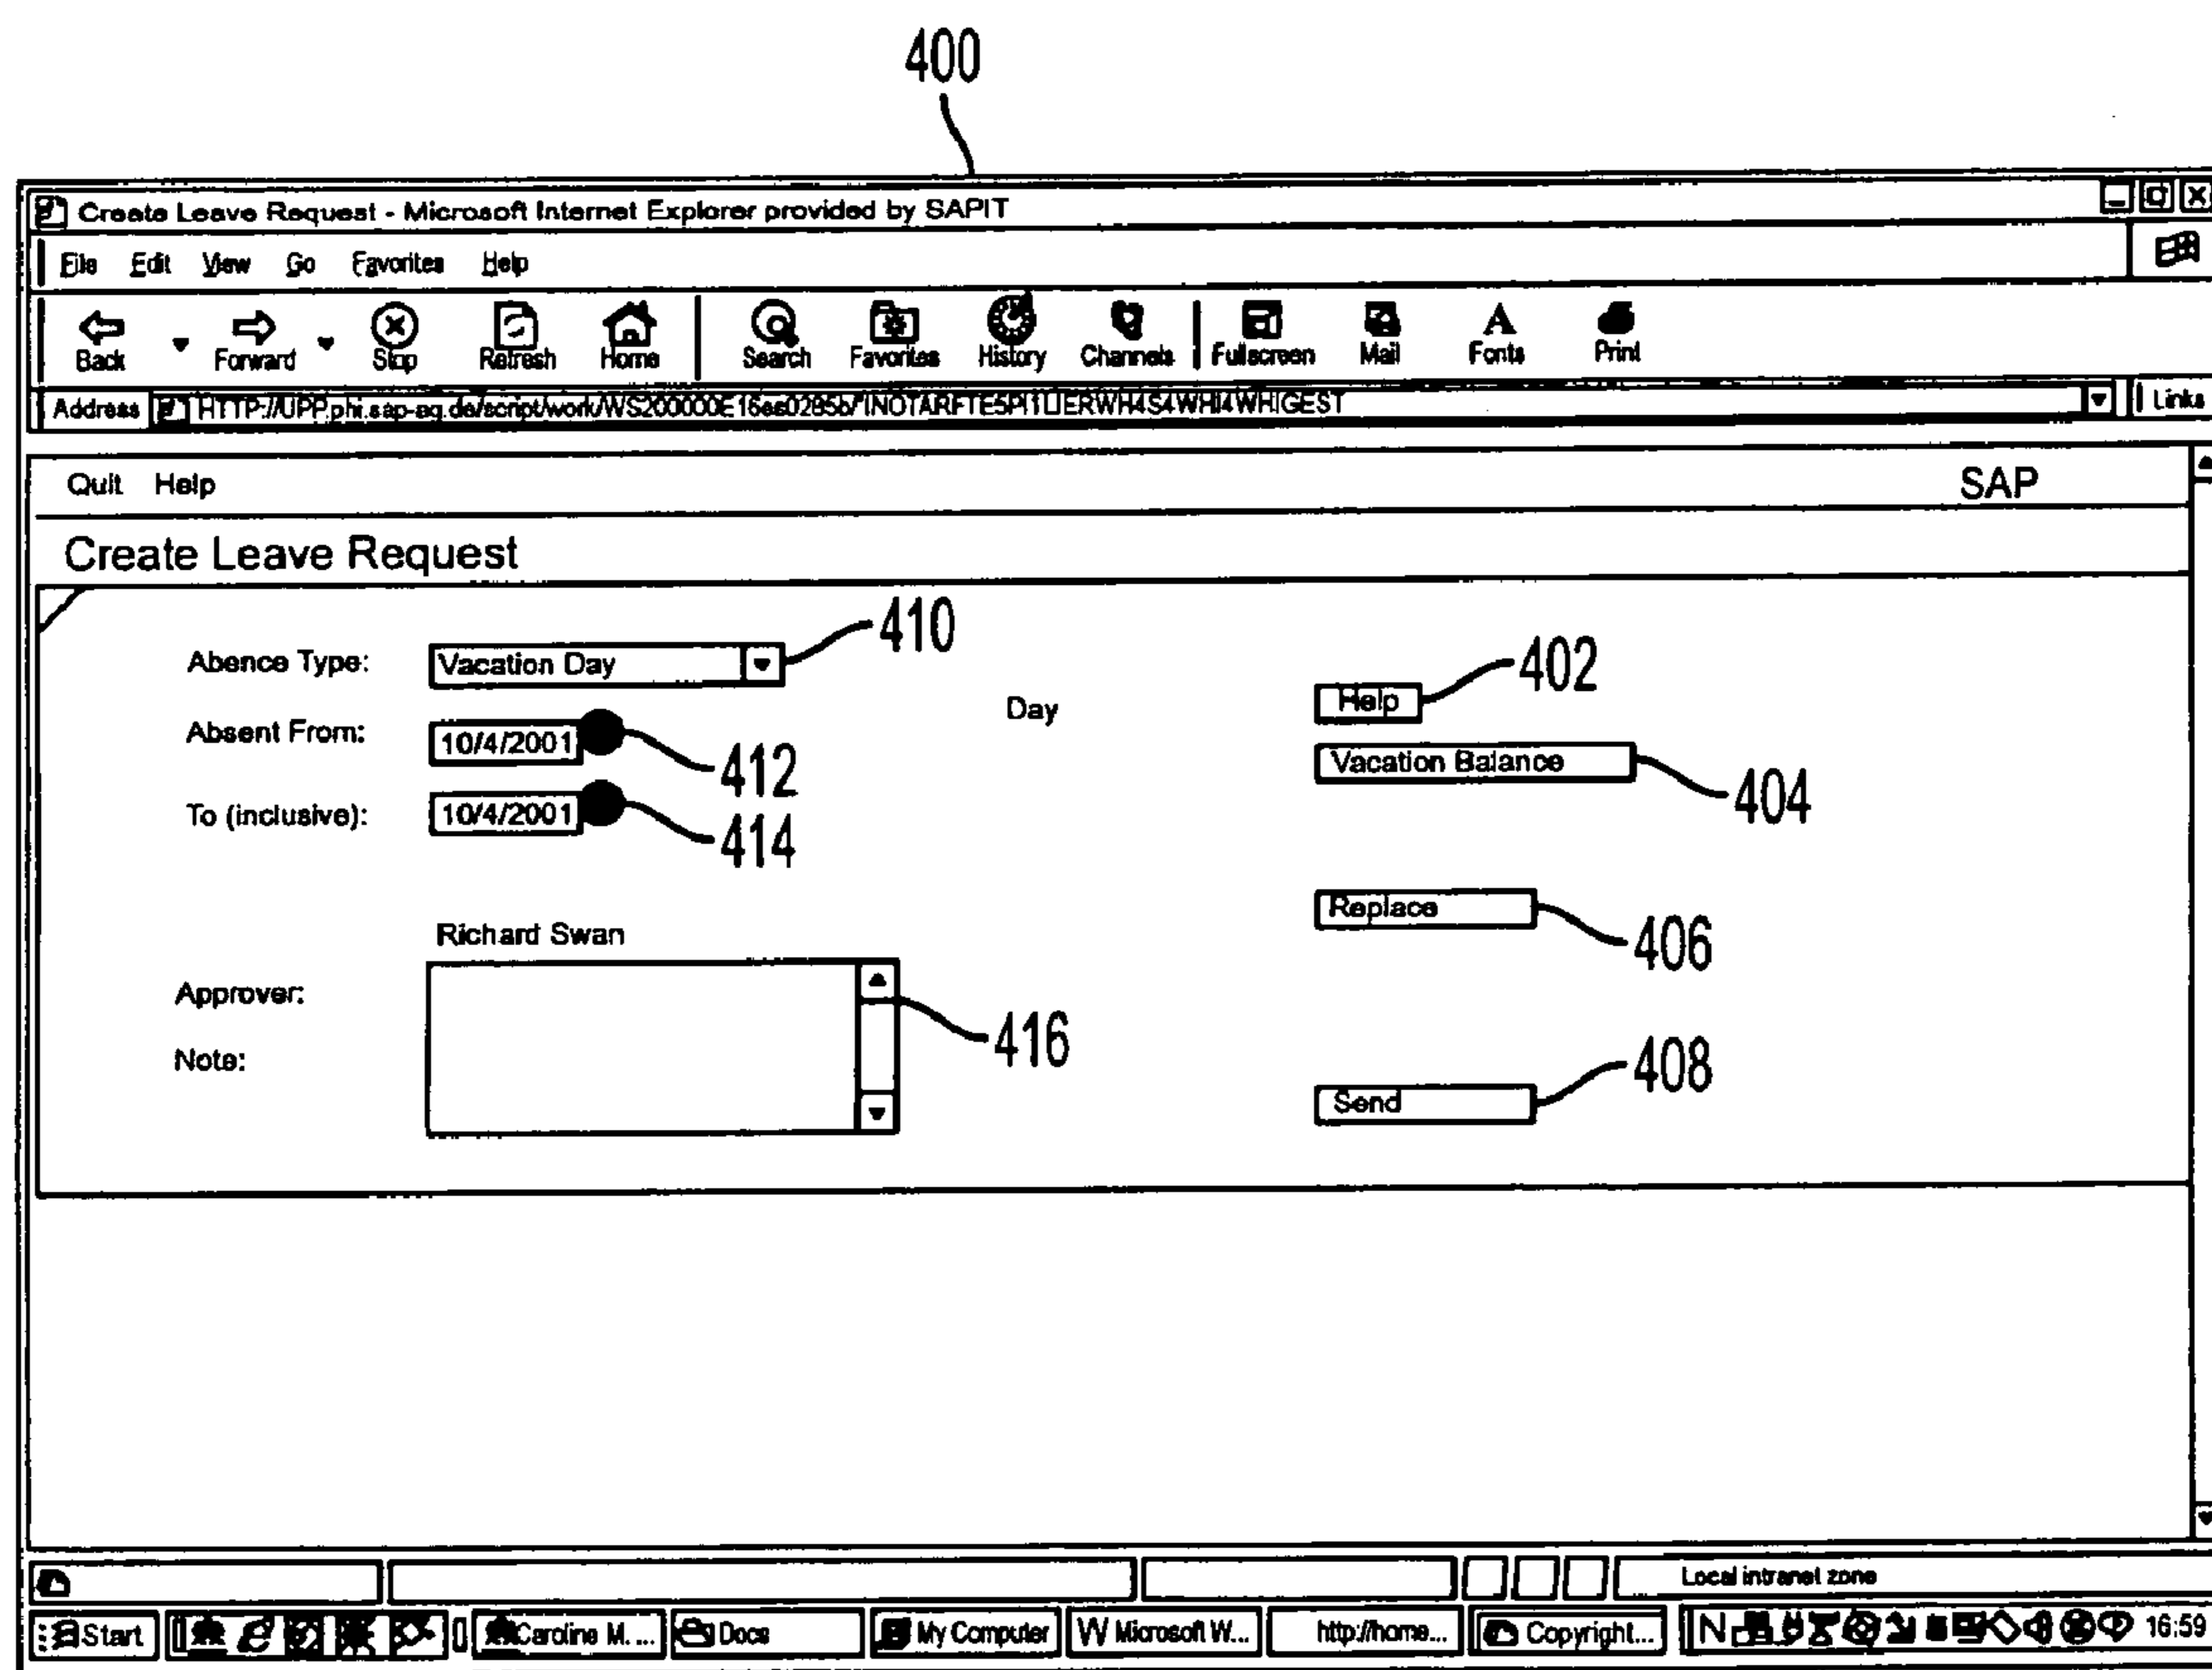 400
Create Leave Request - Microsoft Internet Explorer provided by SAPIT
File Edit View Go Favorites Help
Back Forward Stop Refresh Home Search Favorites History Channels Fullscreen Mail Fonts Print
Address Links
Quit Help SAP
Create Leave Request
Abence Type: Vacation Day 410
Day Help 402
Absent From: 10/4/2001 412
Vacation Balance 404
To (inclusive): 10/4/2001 414
Replace 406
Richard Swan
Approver:
416
Note:
Send 408
Local intranet zone
Start Caroline M. ... Docs My Computer W Microsoft W... http://home... Copyright... N 16:59